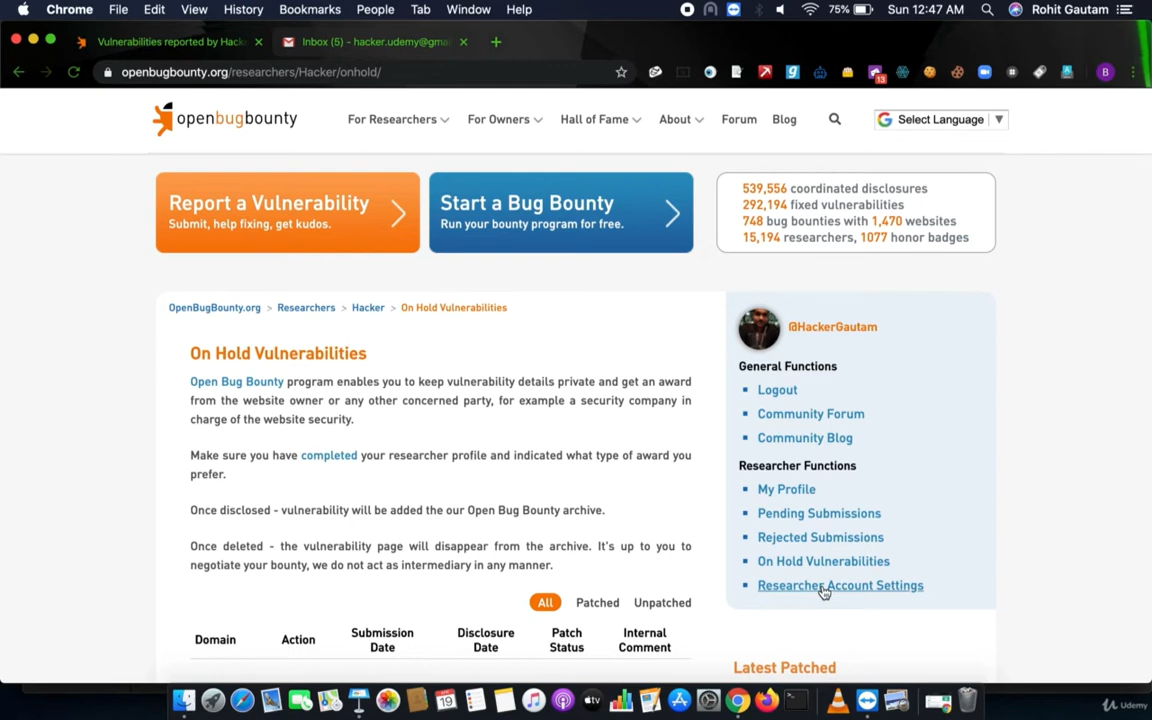 Chrome File Edit View History Bookmarks People Tab Window Help 75% Sun 12:47 AM Rohit Gautam
Vulnerabilities reported by Hack Inbox (5) - hacker.udemy@gma
openbugbounty.org/researchers/Hacker/onhold/ 13 B
openbugbounty For Researchers For Owners Hall of Fame About Forum Blog G Select Language
Report a Vulnerability
Submit, help fixing, get kudos.
Start a Bug Bounty
Run your bounty program for free.
539,556 coordinated disclosures
292,194 fixed vulnerabilities
748 bug bounties with 1,470 websites
15,194 researchers, 1077 honor badges
OpenBugBounty.org > Researchers > Hacker > On Hold Vulnerabilities
On Hold Vulnerabilities
Open Bug Bounty program enables you to keep vulnerability details private and get an award
from the website owner or any other concerned party, for example a security company in
charge of the website security.
Make sure you have completed your researcher profile and indicated what type of award you
prefer.
Once disclosed - vulnerability will be added the our Open Bug Bounty archive.
Once deleted - the vulnerability page will disappear from the archive. It's up to you to
negotiate your bounty, we do not act as intermediary in any manner.
All Patched Unpatched
Domain Action Submission Date Disclosure Date Patch Status Internal Comment
@HackerGautam
General Functions
Logout
Community Forum
Community Blog
Researcher Functions
My Profile
Pending Submissions
Rejected Submissions
On Hold Vulnerabilities
Researcher Account Settings
Latest Patched
19
Udemy